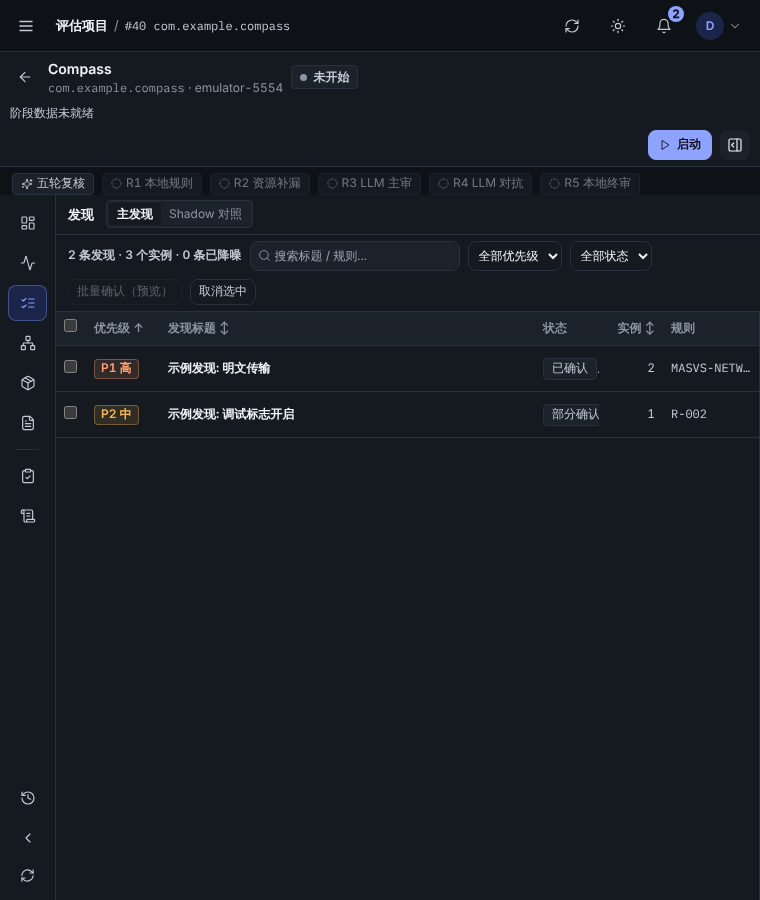 评估项目 / #40 com.example.compass
2
D
Compass
com.example.compass · emulator-5554
未开始
阶段数据未就绪
启动
五轮复核 R1 本地规则 R2 资源补漏 R3 LLM 主审 R4 LLM 对抗 R5 本地终审
发现 主发现 Shadow 对照
2 条发现 · 3 个实例 · 0 条已降噪 搜索标题 / 规则... 全部优先级 全部状态
批量确认（预览） 取消选中
优先级 ↑ 发现标题 状态 实例 规则
P1 高 示例发现: 明文传输 已确认 2 MASVS-NETW…
P2 中 示例发现: 调试标志开启 部分确认 1 R-002